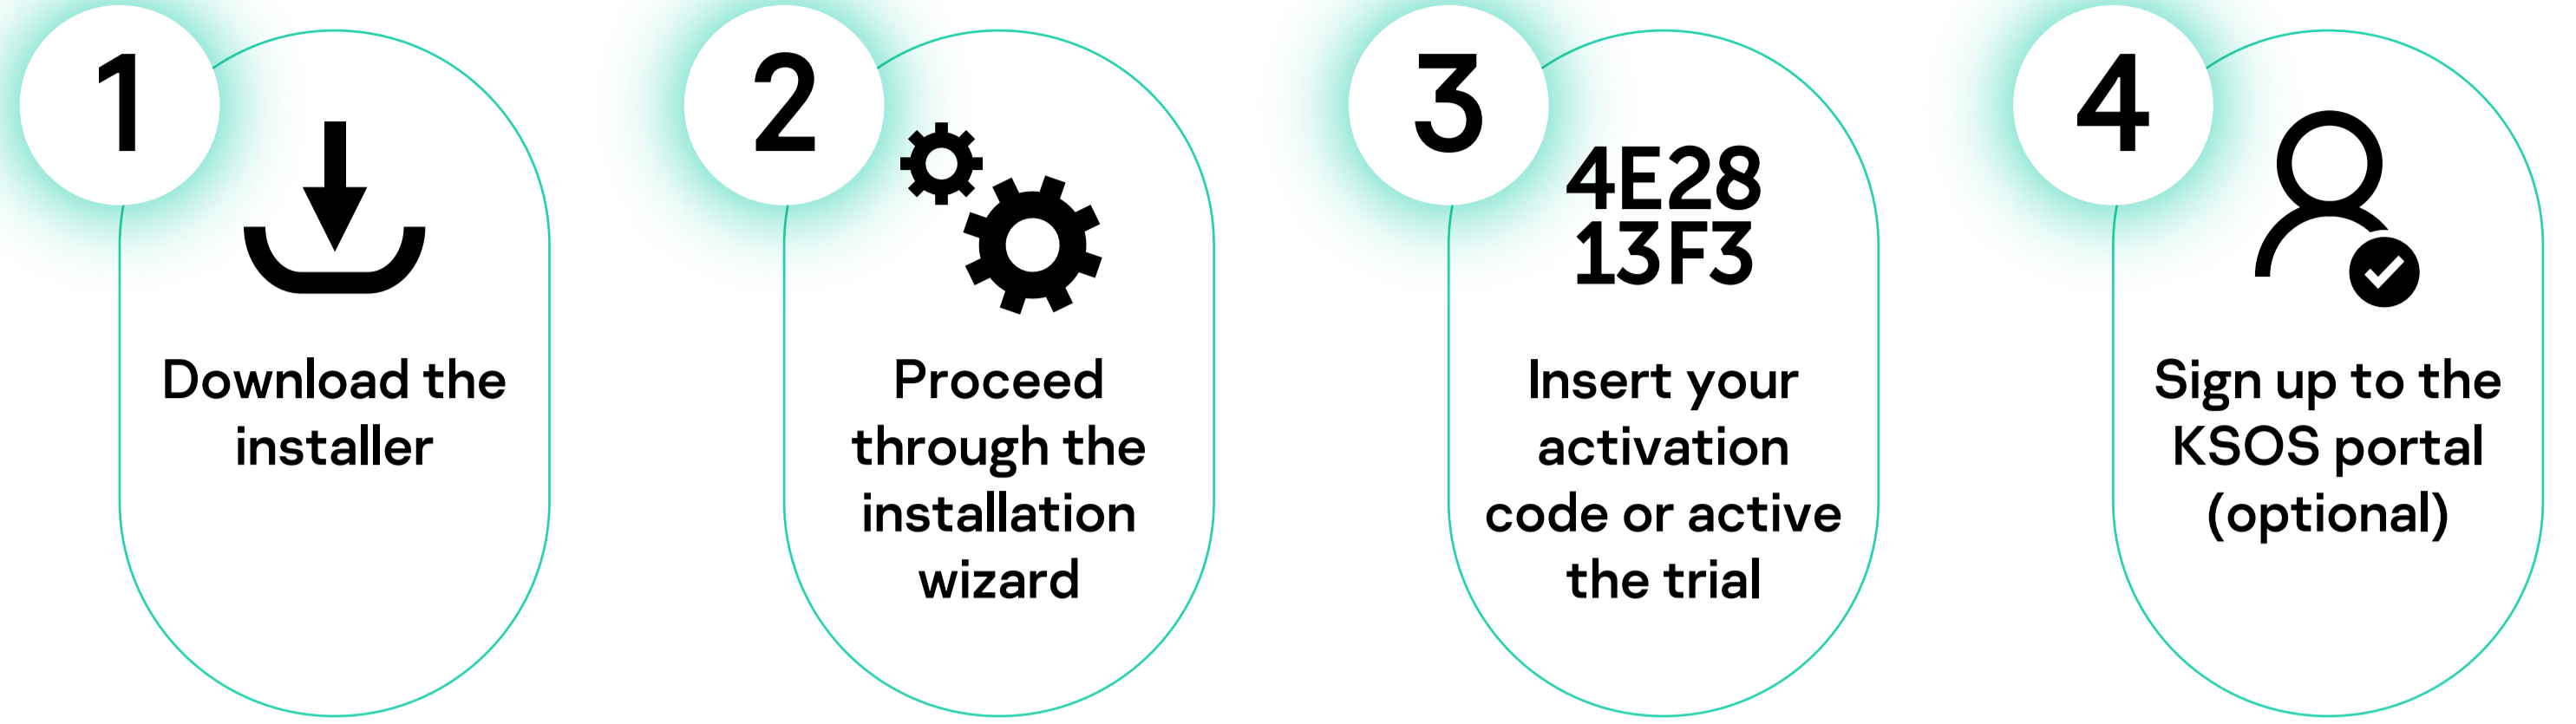 1
Download the
installer
2
Proceed
through the
installation
wizard
3
4E28
13F3
Insert your
activation
code or active
the trial
4
Sign up to the
KSOS portal
(optional)